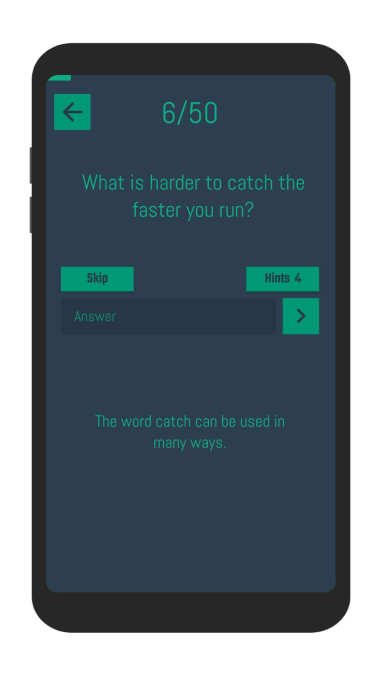 6/50
What is harder to catch the
faster you run?
Skip
Hints 4
Answer
The word catch can be used in
many ways.